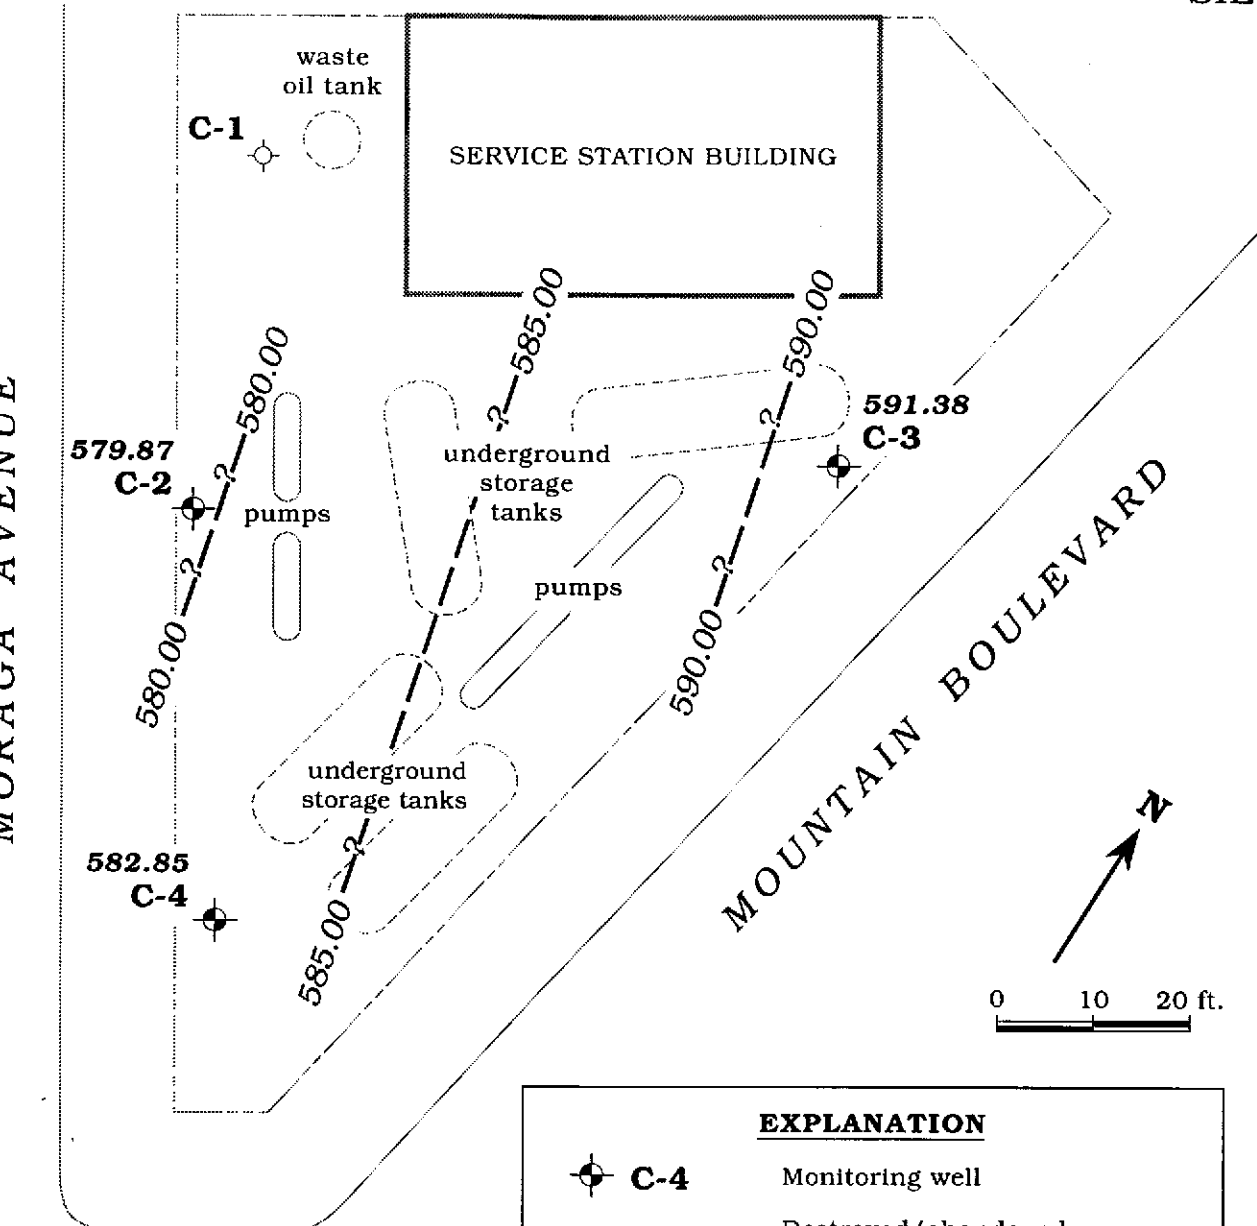 waste
oil tank
C-1
SERVICE STATION BUILDING
585.00
590.00
580.00
?
?
591.38
C-3
579.87
C-2
?
underground
storage
tanks
pumps
?
?
pumps
580.00
590.00
MORAGA AVENUE
MOUNTAIN BOULEVARD
underground
storage tanks
?
582.85
C-4
585.00
N
0 10 20 ft.
EXPLANATION
C-4 Monitoring well